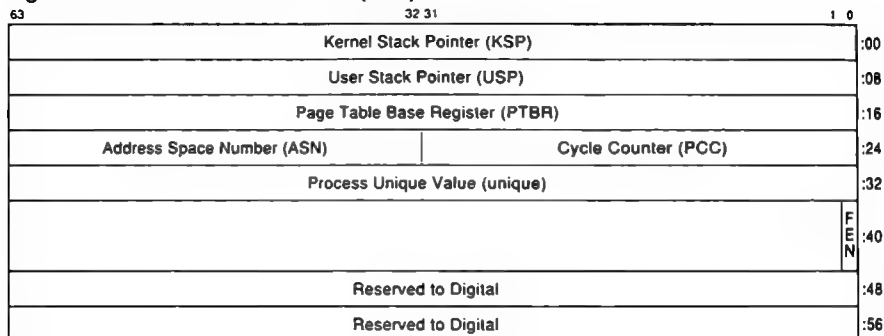 63 32 31 1 0
Kernel Stack Pointer (KSP) :00
User Stack Pointer (USP) :08
Page Table Base Register (PTBR) :16
Address Space Number (ASN) Cycle Counter (PCC) :24
Process Unique Value (unique) :32
FEN :40
Reserved to Digital :48
Reserved to Digital :56